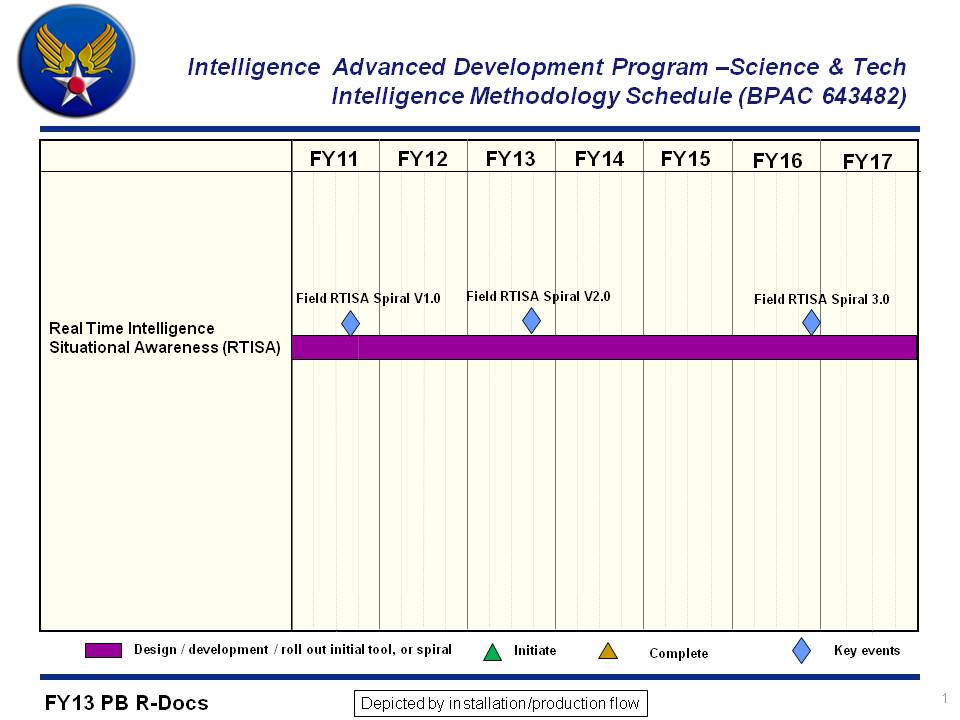 Intelligence Advanced Development Program –Science & Tech
Intelligence Methodology Schedule (BPAC 643482)
FY11 FY12 FY13 FY14 FY15 FY16 FY17
Field RTISA Spiral V1.0 Field RTISA Spiral V2.0 Field RTISA Spiral 3.0
Real Time Intelligence
Situational Awareness (RTISA)
Design / development / roll out initial tool, or spiral Initiate Complete Key events
FY13 PB R-Docs Depicted by installation/production flow 1